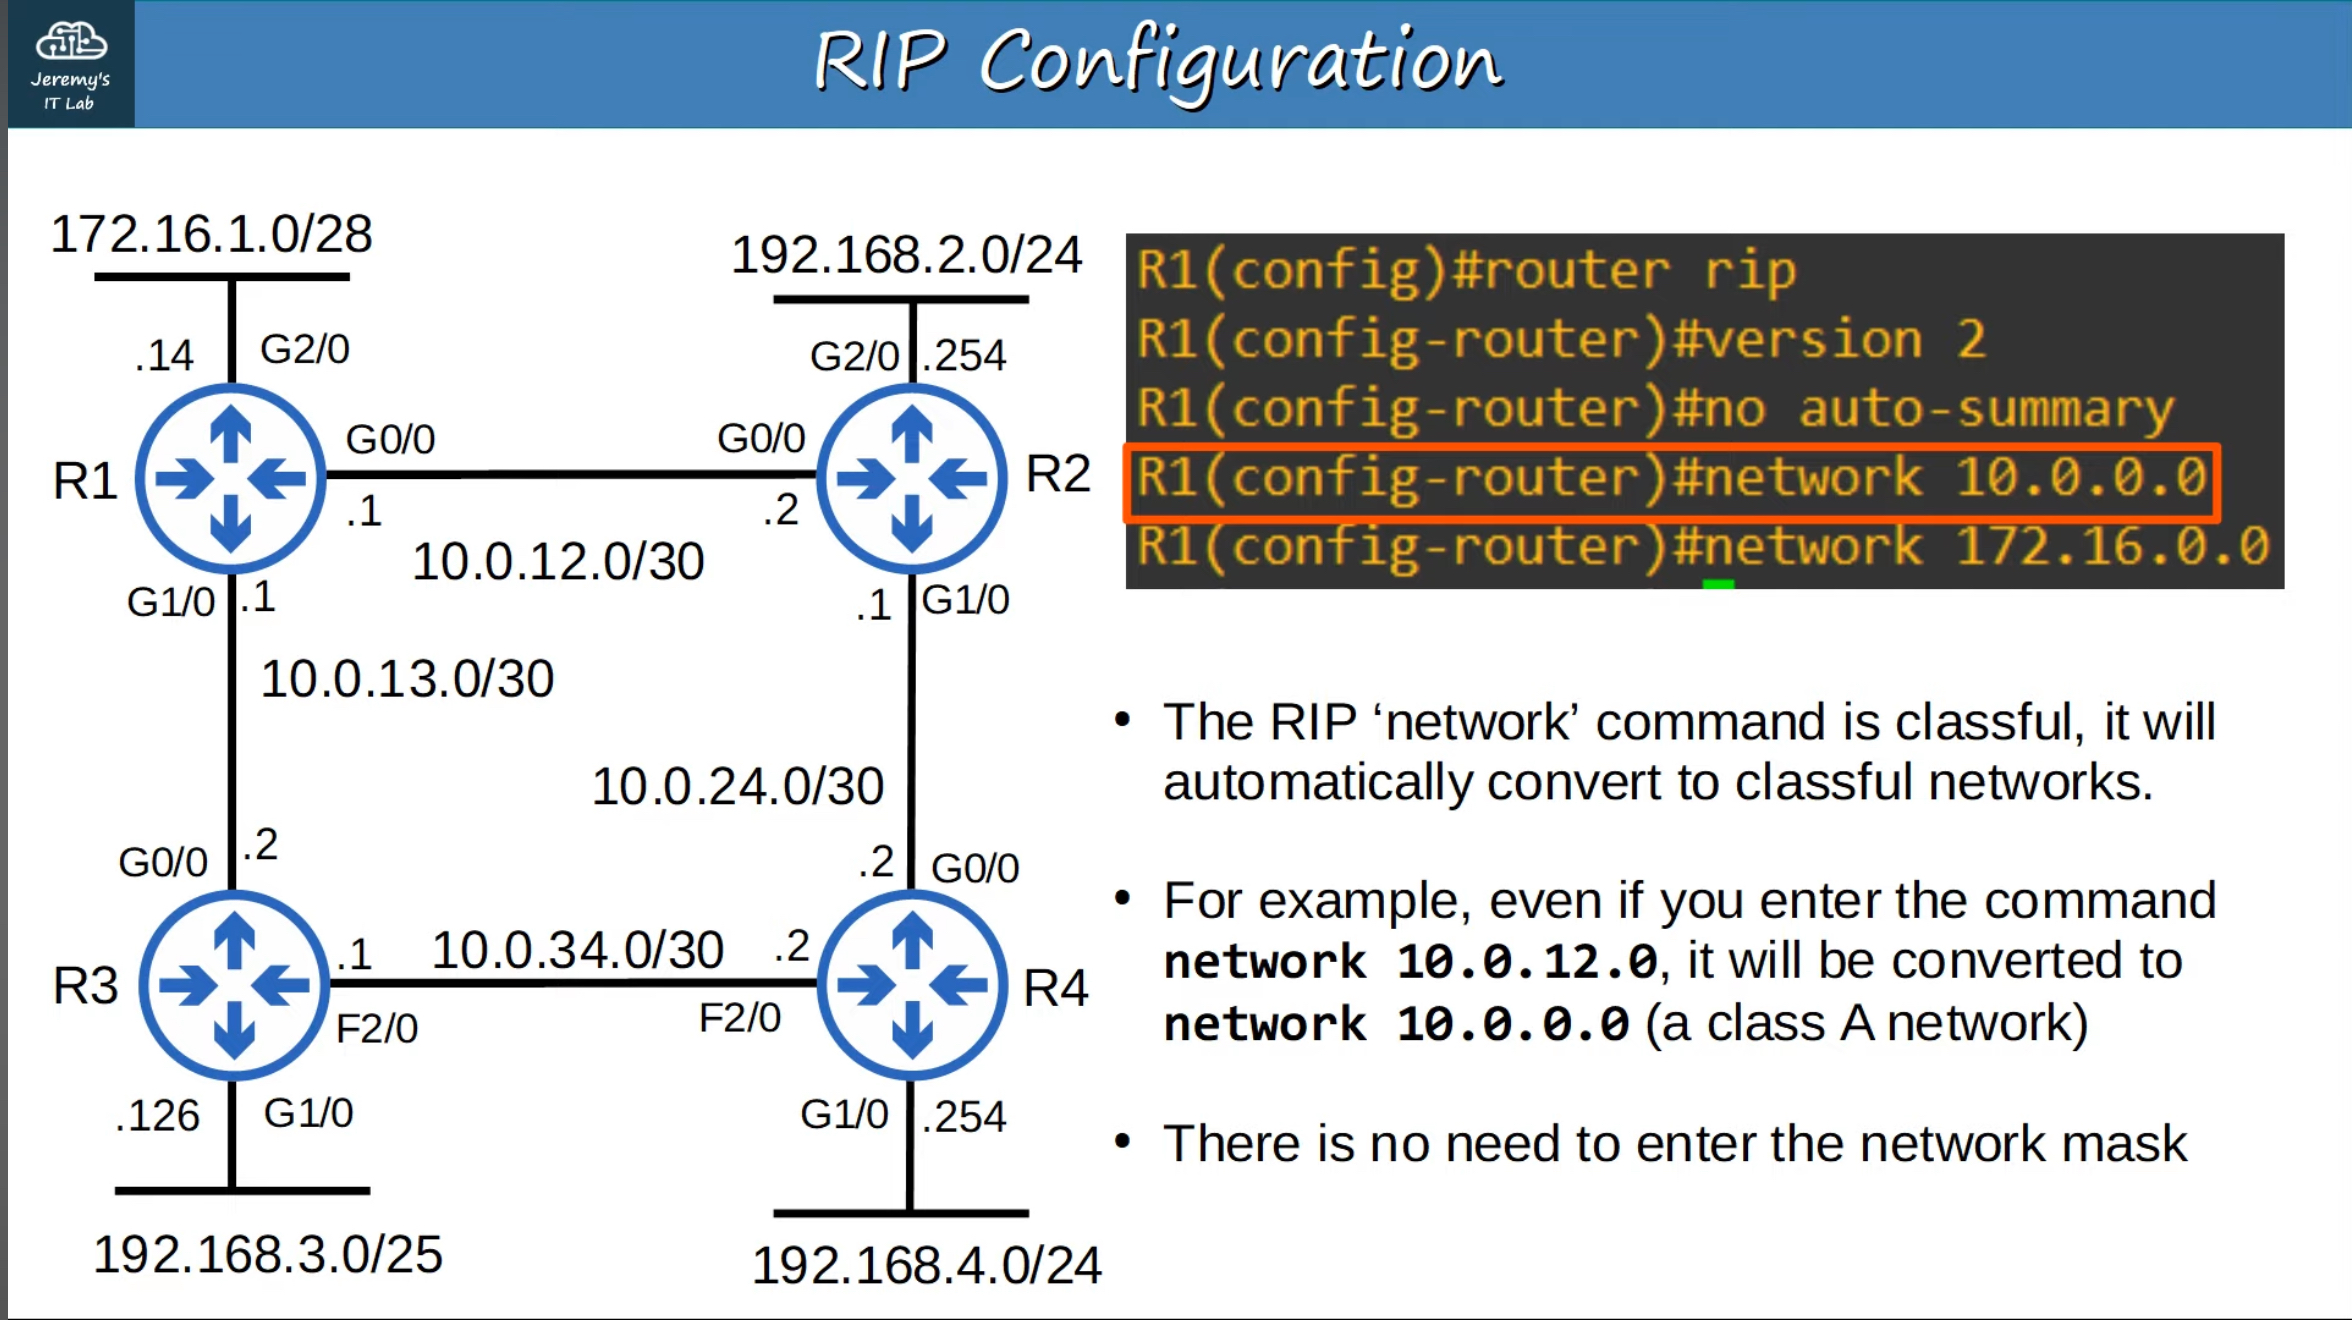 Jeremy's
IT Lab
RIP Configuration
172.16.1.0/28
192.168.2.0/24
.14
G2/0
G2/0
.254
G0/0
G0/0
R1
R2
.1
.2
10.0.12.0/30
G1/0
.1
.1
G1/0
10.0.13.0/30
10.0.24.0/30
G0/0
.2
.2
G0/0
R3
.1
10.0.34.0/30
.2
R4
F2/0
F2/0
.126
G1/0
G1/0
.254
192.168.3.0/25
192.168.4.0/24
R1(config)#router rip
R1(config-router)#version 2
R1(config-router)#no auto-summary
R1(config-router)#network 10.0.0.0
R1(config-router)#network 172.16.0.0
• The RIP ‘network’ command is classful, it will
automatically convert to classful networks.
• For example, even if you enter the command
network 10.0.12.0, it will be converted to
network 10.0.0.0 (a class A network)
• There is no need to enter the network mask